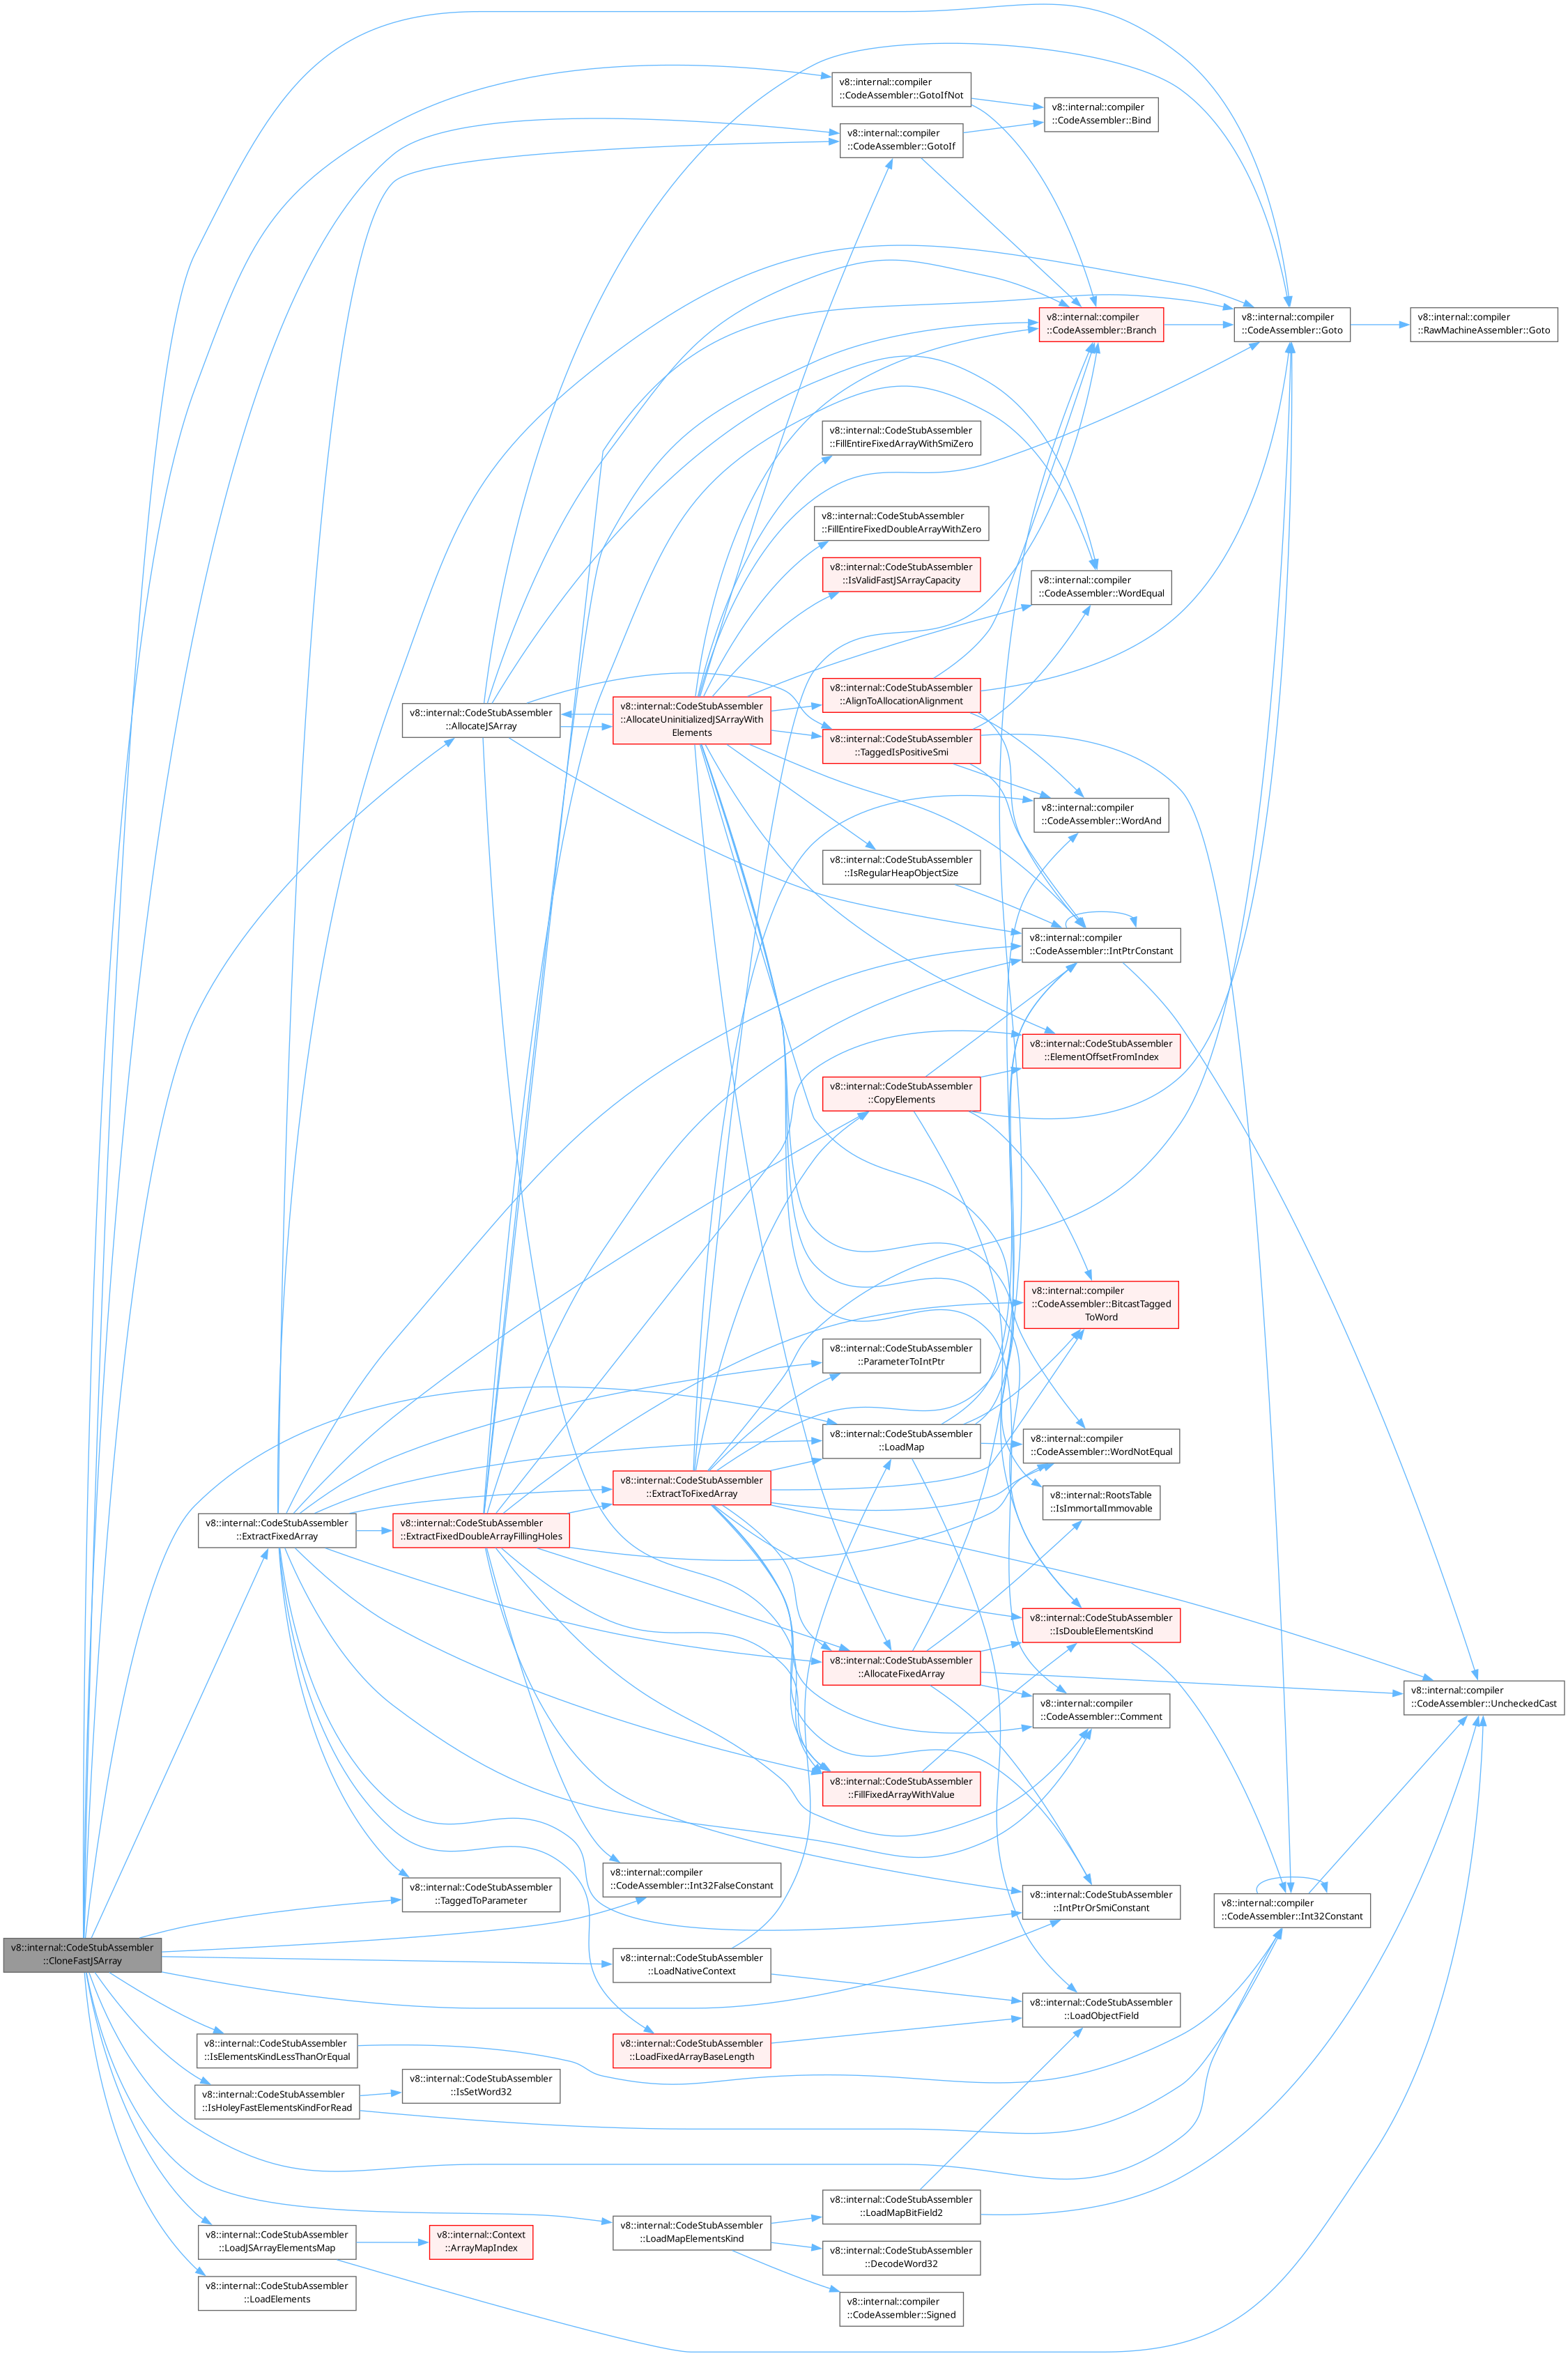 v8::internal::compiler
::CodeAssembler::GotoIfNot
v8::internal::compiler
::CodeAssembler::Bind
v8::internal::compiler
::CodeAssembler::GotoIf
v8::internal::compiler
::CodeAssembler::Branch
v8::internal::compiler
::CodeAssembler::Goto
v8::internal::compiler
::RawMachineAssembler::Goto
v8::internal::CodeStubAssembler
::FillEntireFixedArrayWithSmiZero
v8::internal::CodeStubAssembler
::FillEntireFixedDoubleArrayWithZero
v8::internal::CodeStubAssembler
::IsValidFastJSArrayCapacity
v8::internal::compiler
::CodeAssembler::WordEqual
v8::internal::CodeStubAssembler
::AllocateJSArray
v8::internal::CodeStubAssembler
::AllocateUninitializedJSArrayWith
Elements
v8::internal::CodeStubAssembler
::AlignToAllocationAlignment
v8::internal::CodeStubAssembler
::TaggedIsPositiveSmi
v8::internal::compiler
::CodeAssembler::WordAnd
v8::internal::CodeStubAssembler
::IsRegularHeapObjectSize
v8::internal::compiler
::CodeAssembler::IntPtrConstant
v8::internal::CodeStubAssembler
::ElementOffsetFromIndex
v8::internal::CodeStubAssembler
::CopyElements
v8::internal::compiler
::CodeAssembler::BitcastTagged
ToWord
v8::internal::CodeStubAssembler
::ParameterToIntPtr
v8::internal::CodeStubAssembler
::LoadMap
v8::internal::compiler
::CodeAssembler::WordNotEqual
v8::internal::CodeStubAssembler
::ExtractToFixedArray
v8::internal::RootsTable
::IsImmortalImmovable
v8::internal::CodeStubAssembler
::ExtractFixedArray
v8::internal::CodeStubAssembler
::ExtractFixedDoubleArrayFillingHoles
v8::internal::CodeStubAssembler
::IsDoubleElementsKind
v8::internal::CodeStubAssembler
::AllocateFixedArray
v8::internal::compiler
::CodeAssembler::UncheckedCast
v8::internal::compiler
::CodeAssembler::Comment
v8::internal::CodeStubAssembler
::FillFixedArrayWithValue
v8::internal::compiler
::CodeAssembler::Int32FalseConstant
v8::internal::CodeStubAssembler
::TaggedToParameter
v8::internal::CodeStubAssembler
::IntPtrOrSmiConstant
v8::internal::compiler
::CodeAssembler::Int32Constant
v8::internal::CodeStubAssembler
::CloneFastJSArray
v8::internal::CodeStubAssembler
::LoadNativeContext
v8::internal::CodeStubAssembler
::LoadObjectField
v8::internal::CodeStubAssembler
::IsElementsKindLessThanOrEqual
v8::internal::CodeStubAssembler
::LoadFixedArrayBaseLength
v8::internal::CodeStubAssembler
::IsSetWord32
v8::internal::CodeStubAssembler
::IsHoleyFastElementsKindForRead
v8::internal::CodeStubAssembler
::LoadMapBitField2
v8::internal::CodeStubAssembler
::LoadJSArrayElementsMap
v8::internal::Context
::ArrayMapIndex
v8::internal::CodeStubAssembler
::LoadMapElementsKind
v8::internal::CodeStubAssembler
::DecodeWord32
v8::internal::CodeStubAssembler
::LoadElements
v8::internal::compiler
::CodeAssembler::Signed